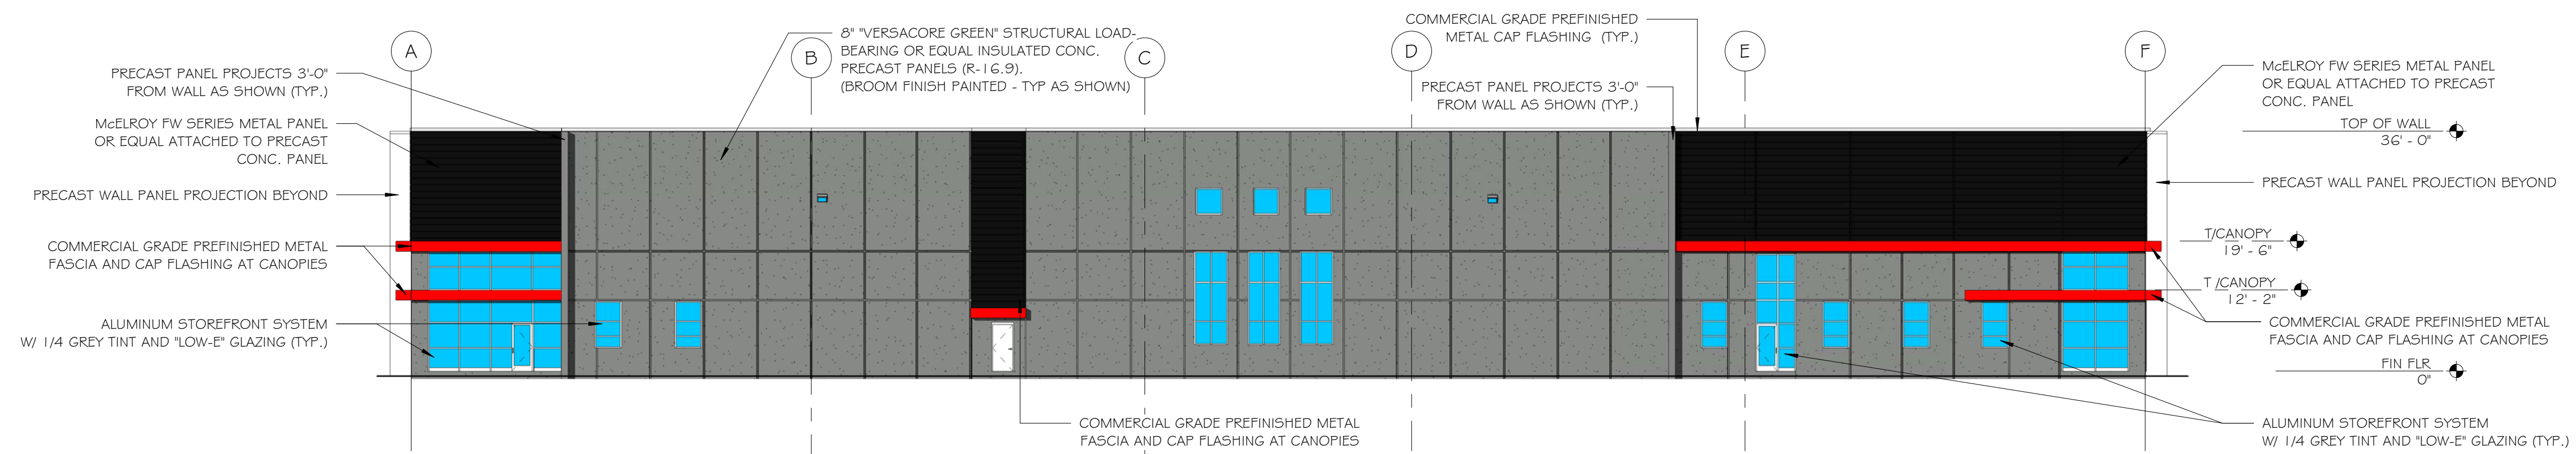 A
B
C
D
E
F
PRECAST PANEL PROJECTS 3'-0"
FROM WALL AS SHOWN (TYP.)
McELROY FW SERIES METAL PANEL
OR EQUAL ATTACHED TO PRECAST
CONC. PANEL
PRECAST WALL PANEL PROJECTION BEYOND
COMMERCIAL GRADE PREFINISHED METAL
FASCIA AND CAP FLASHING AT CANOPIES
ALUMINUM STOREFRONT SYSTEM
W/ 1/4 GREY TINT AND "LOW-E" GLAZING (TYP.)
8" "VERSACORE GREEN" STRUCTURAL LOAD-
BEARING OR EQUAL INSULATED CONC.
PRECAST PANELS (R-16.9).
(BROOM FINISH PAINTED - TYP AS SHOWN)
COMMERCIAL GRADE PREFINISHED METAL
FASCIA AND CAP FLASHING AT CANOPIES
COMMERCIAL GRADE PREFINISHED
METAL CAP FLASHING (TYP.)
PRECAST PANEL PROJECTS 3'-0"
FROM WALL AS SHOWN (TYP.)
McELROY FW SERIES METAL PANEL
OR EQUAL ATTACHED TO PRECAST
CONC. PANEL
TOP OF WALL
36' - 0"
PRECAST WALL PANEL PROJECTION BEYOND
T/CANOPY
19' - 6"
T /CANOPY
12' - 2"
COMMERCIAL GRADE PREFINISHED METAL
FASCIA AND CAP FLASHING AT CANOPIES
FIN FLR
0"
ALUMINUM STOREFRONT SYSTEM
W/ 1/4 GREY TINT AND "LOW-E" GLAZING (TYP.)